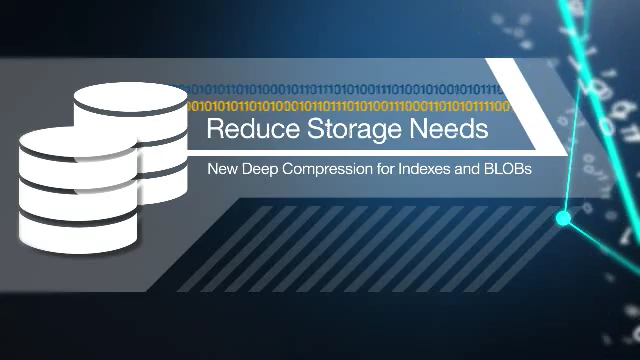 Reduce Storage Needs
New Deep Compression for Indexes and BLOBs